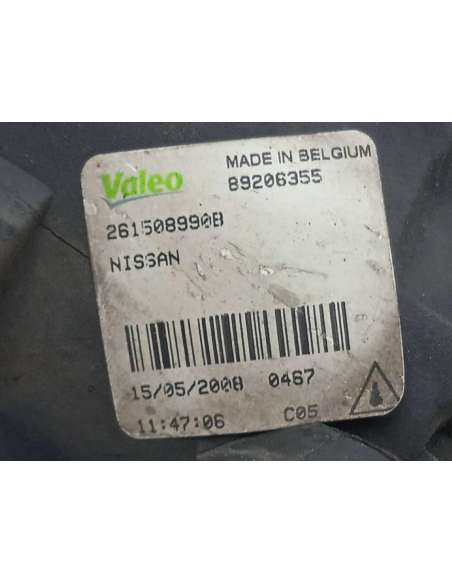 Valeo
MADE IN BELGIUM
89206355
261508990B
NISSAN
15/05/2008 0467
11:47:06 C05